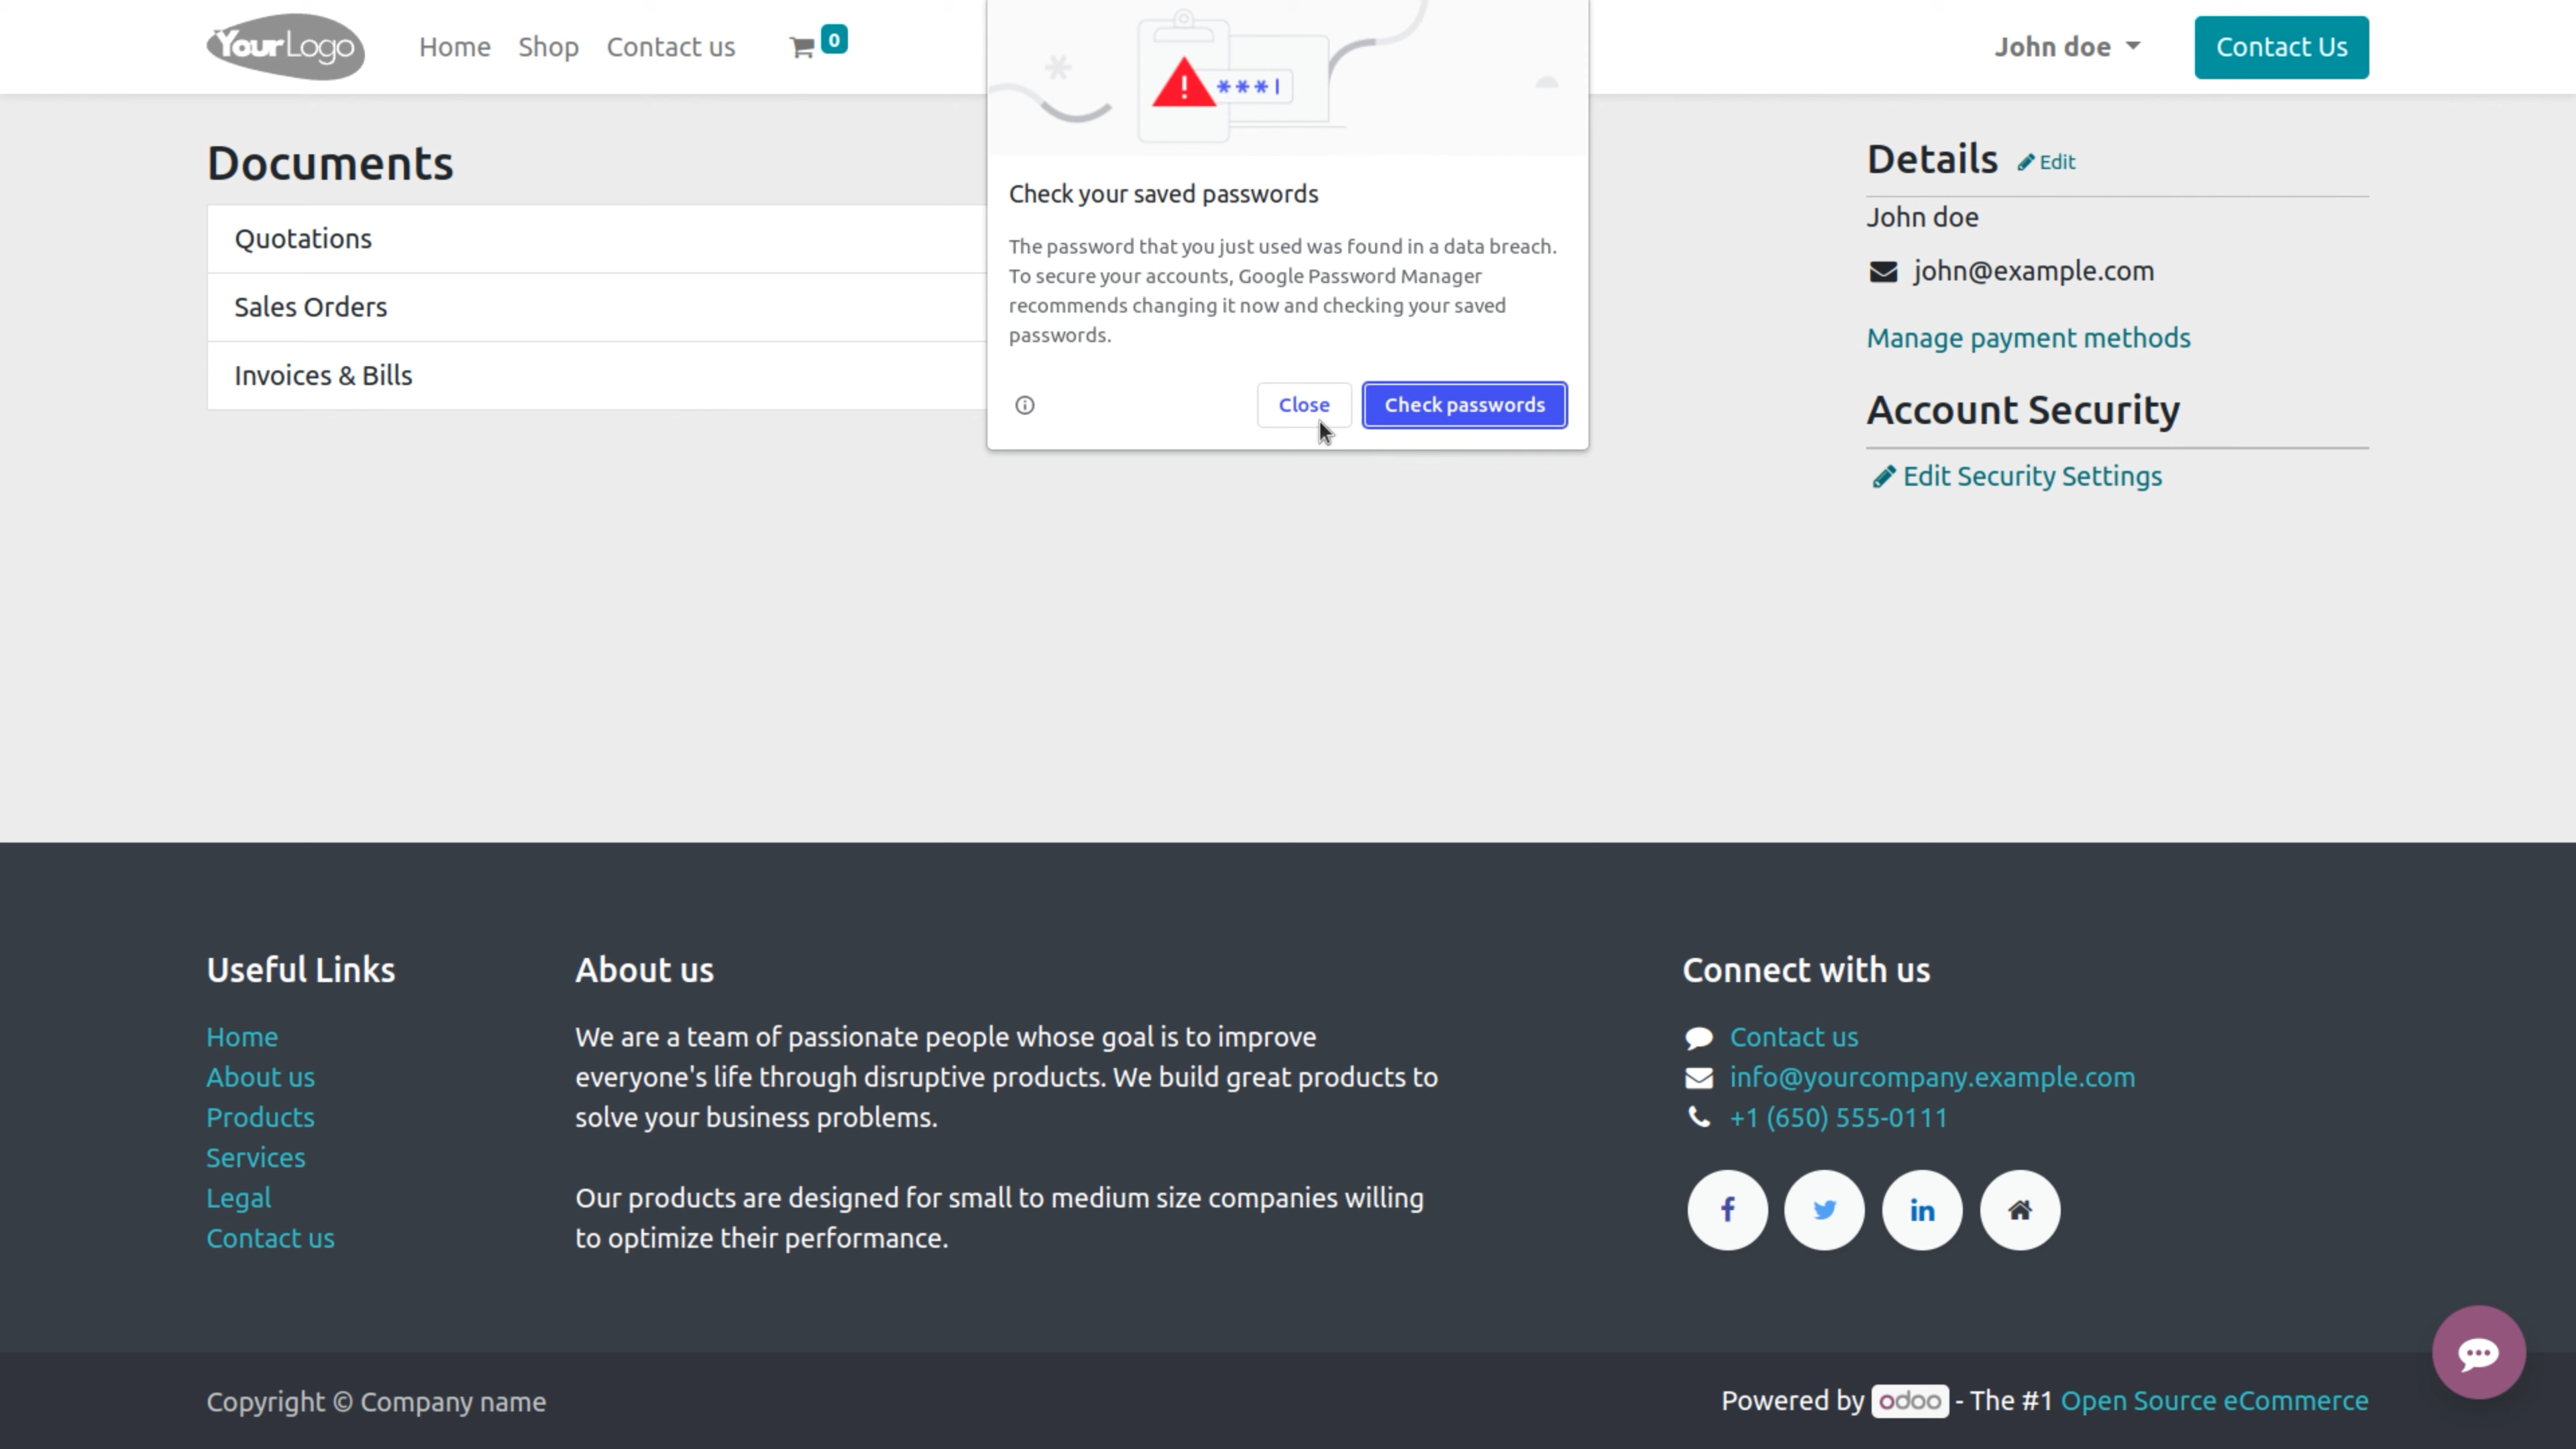 YourLogo
Home
Shop
Contact us
0
John doe
Contact Us
Documents
Quotations
Sales Orders
Invoices & Bills
***
Check your saved passwords
The password that you just used was found in a data breach.
To secure your accounts, Google Password Manager
recommends changing it now and checking your saved
passwords.
Close
Check passwords
Details
Edit
John doe
john@example.com
Manage payment methods
Account Security
Edit Security Settings
Useful Links
Home
About us
Products
Services
Legal
Contact us
About us
We are a team of passionate people whose goal is to improve
everyone's life through disruptive products. We build great products to
solve your business problems.
Our products are designed for small to medium size companies willing
to optimize their performance.
Connect with us
Contact us
info@yourcompany.example.com
+1 (650) 555-0111
Copyright © Company name
Powered by odoo - The #1 Open Source eCommerce